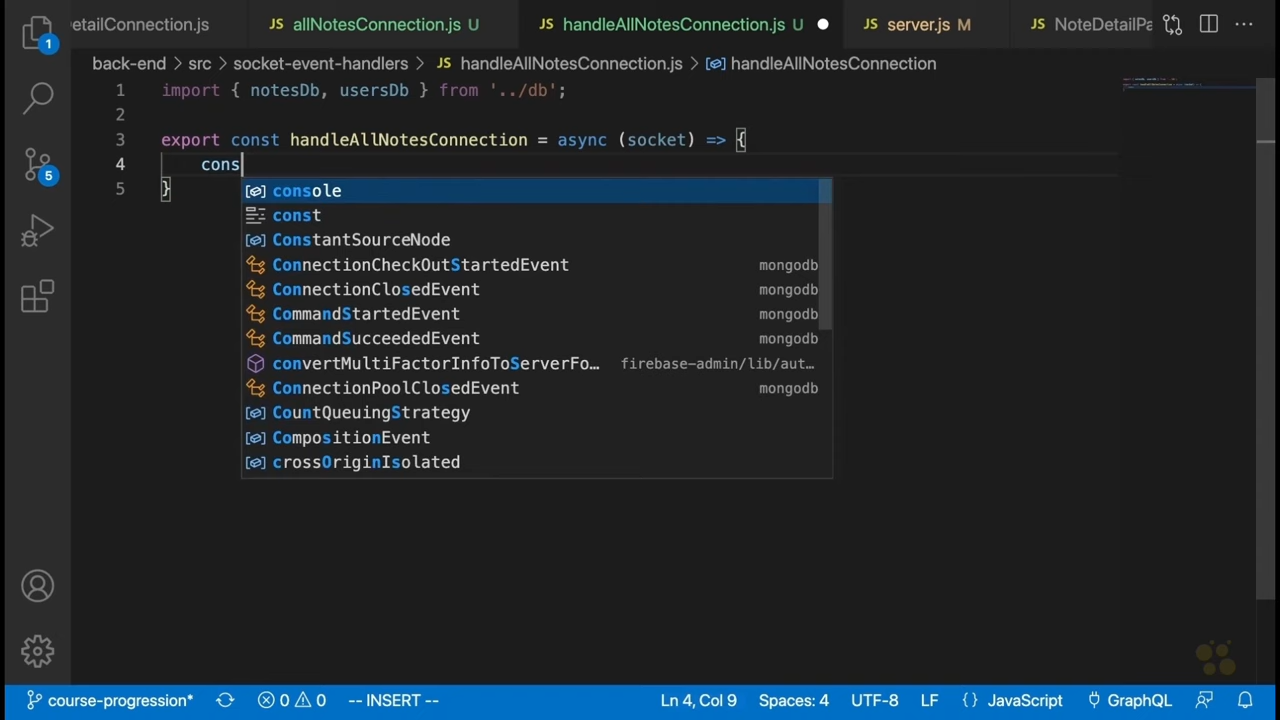 etailConnection.js
JS allNotesConnection.js U
JS handleAllNotesConnection.js U
JS server.js M
JS NoteDetailPa
1
back-end > src > socket-event-handlers > JS handleAllNotesConnection.js > handleAllNotesConnection
1 import { notesDb, usersDb } from '../db';
2
3 export const handleAllNotesConnection = async (socket) => {
4 cons
5 }
console
const
ConstantSourceNode
ConnectionCheckOutStartedEvent mongodb
ConnectionClosedEvent mongodb
CommandStartedEvent mongodb
CommandSucceededEvent mongodb
convertMultiFactorInfoToServerFo... firebase-admin/lib/aut...
ConnectionPoolClosedEvent mongodb
CountQueuingStrategy
CompositionEvent
crossOriginIsolated
5
course-progression* 0 0 -- INSERT -- Ln 4, Col 9 Spaces: 4 UTF-8 LF {} JavaScript GraphQL